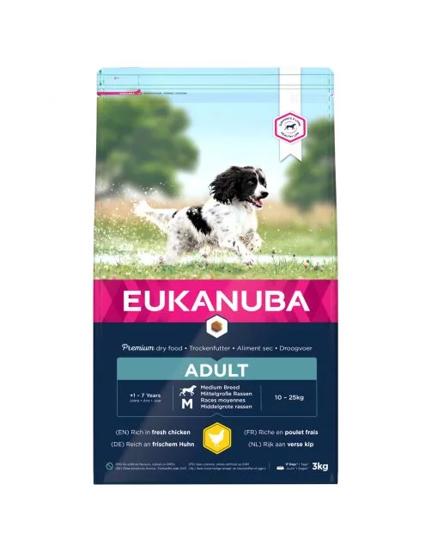 EUKANUBA
Premium dry food • Trockenfutter • Aliment sec • Droogvoer
ADULT
+1 - 7 Years
Medium Breed
Mittelgroße Rassen
Races moyennes
Middelgrote rassen
M
10 – 25kg
(EN) Rich in fresh chicken
(FR) Riche en poulet frais
(DE) Reich an frischem Huhn
(NL) Rijk aan verse kip
3kg